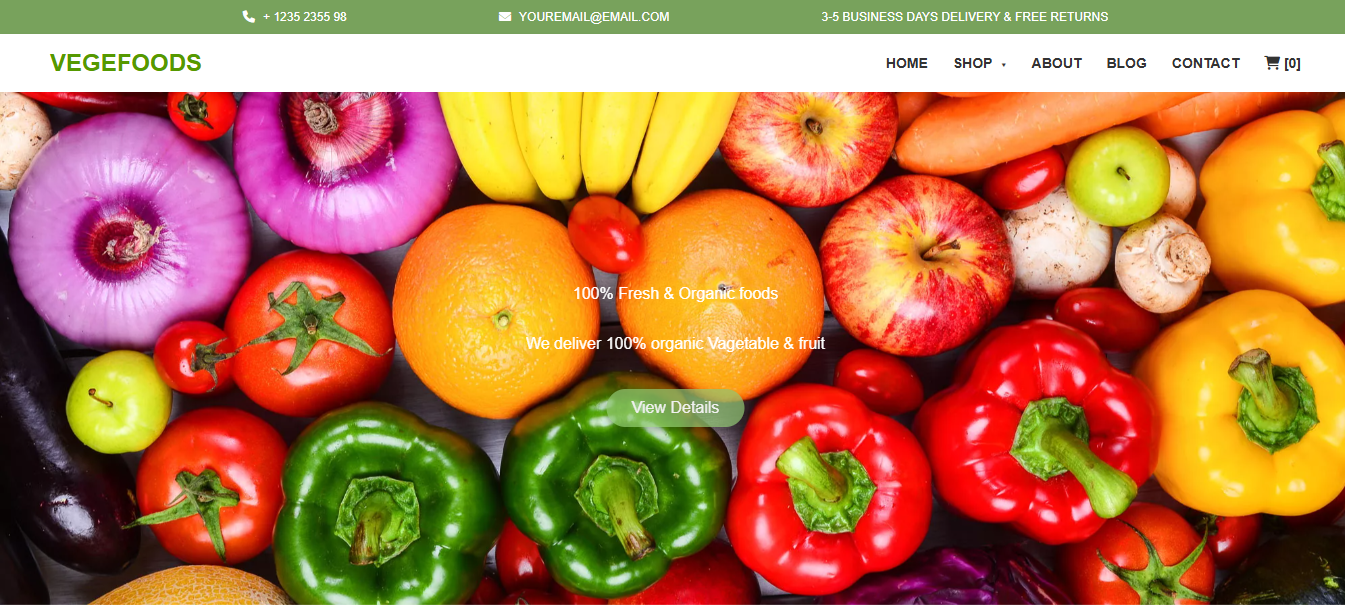 + 1235 2355 98
YOUREMAIL@EMAIL.COM
3-5 BUSINESS DAYS DELIVERY & FREE RETURNS
VEGEFOODS
HOME
SHOP
ABOUT
BLOG
CONTACT
[0]
100% Fresh & Organic foods
We deliver 100% organic Vagetable & fruit
View Details